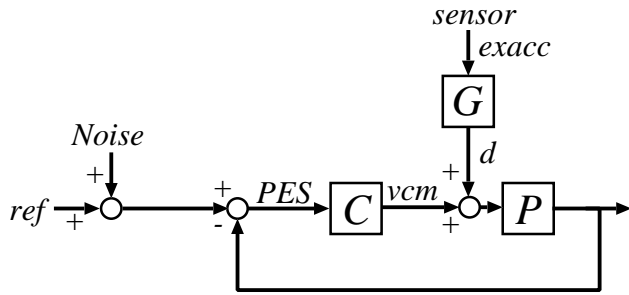 sensor
exacc
G
Noise
+
+
d
ref
+
+
PES
C
vcm
P
-
+